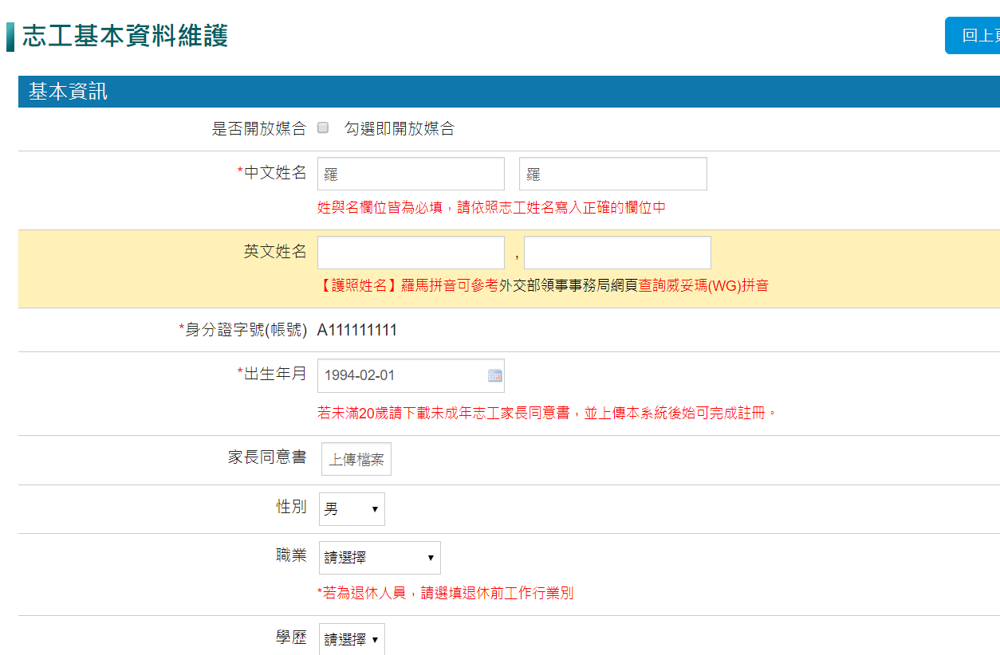 志工基本資料維護
基本資訊
是否開放媒合 勾選即開放媒合
*中文姓名 羅 羅
姓與名欄位皆為必填，請依照志工姓名寫入正確的欄位中
英文姓名 ,
【護照姓名】羅馬拼音可參考外交部領事事務局網頁查詢威妥瑪(WG)拼音
*身分證字號(帳號) A111111111
*出生年月 1994-02-01
若未滿20歲請下載未成年志工家長同意書，並上傳本系統後始可完成註冊。
家長同意書 上傳檔案
性別 男
職業 請選擇
*若為退休人員，請選填退休前工作行業別
學歷 請選擇